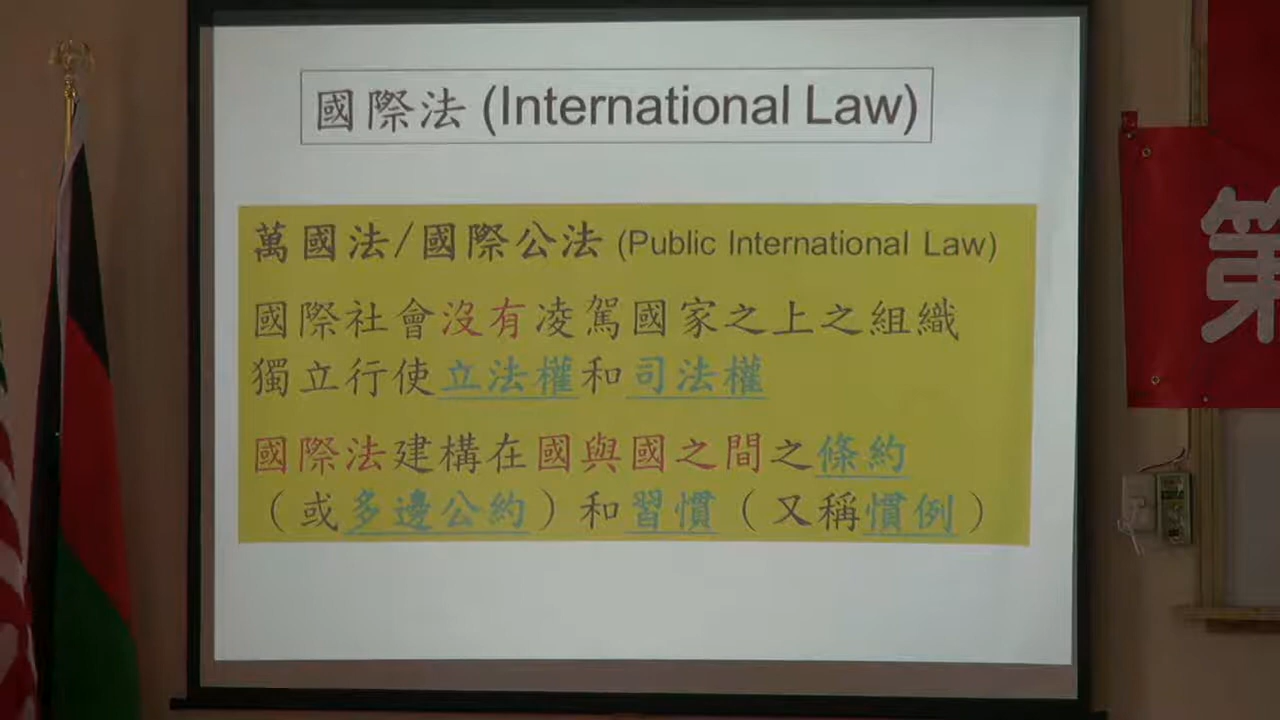 國際法 (International Law)
萬國法/國際公法 (Public International Law)
國際社會沒有凌駕國家之上之組織
獨立行使立法權和司法權
國際法建構在國與國之間之條約
（或多邊公約）和習慣（又稱慣例）
第